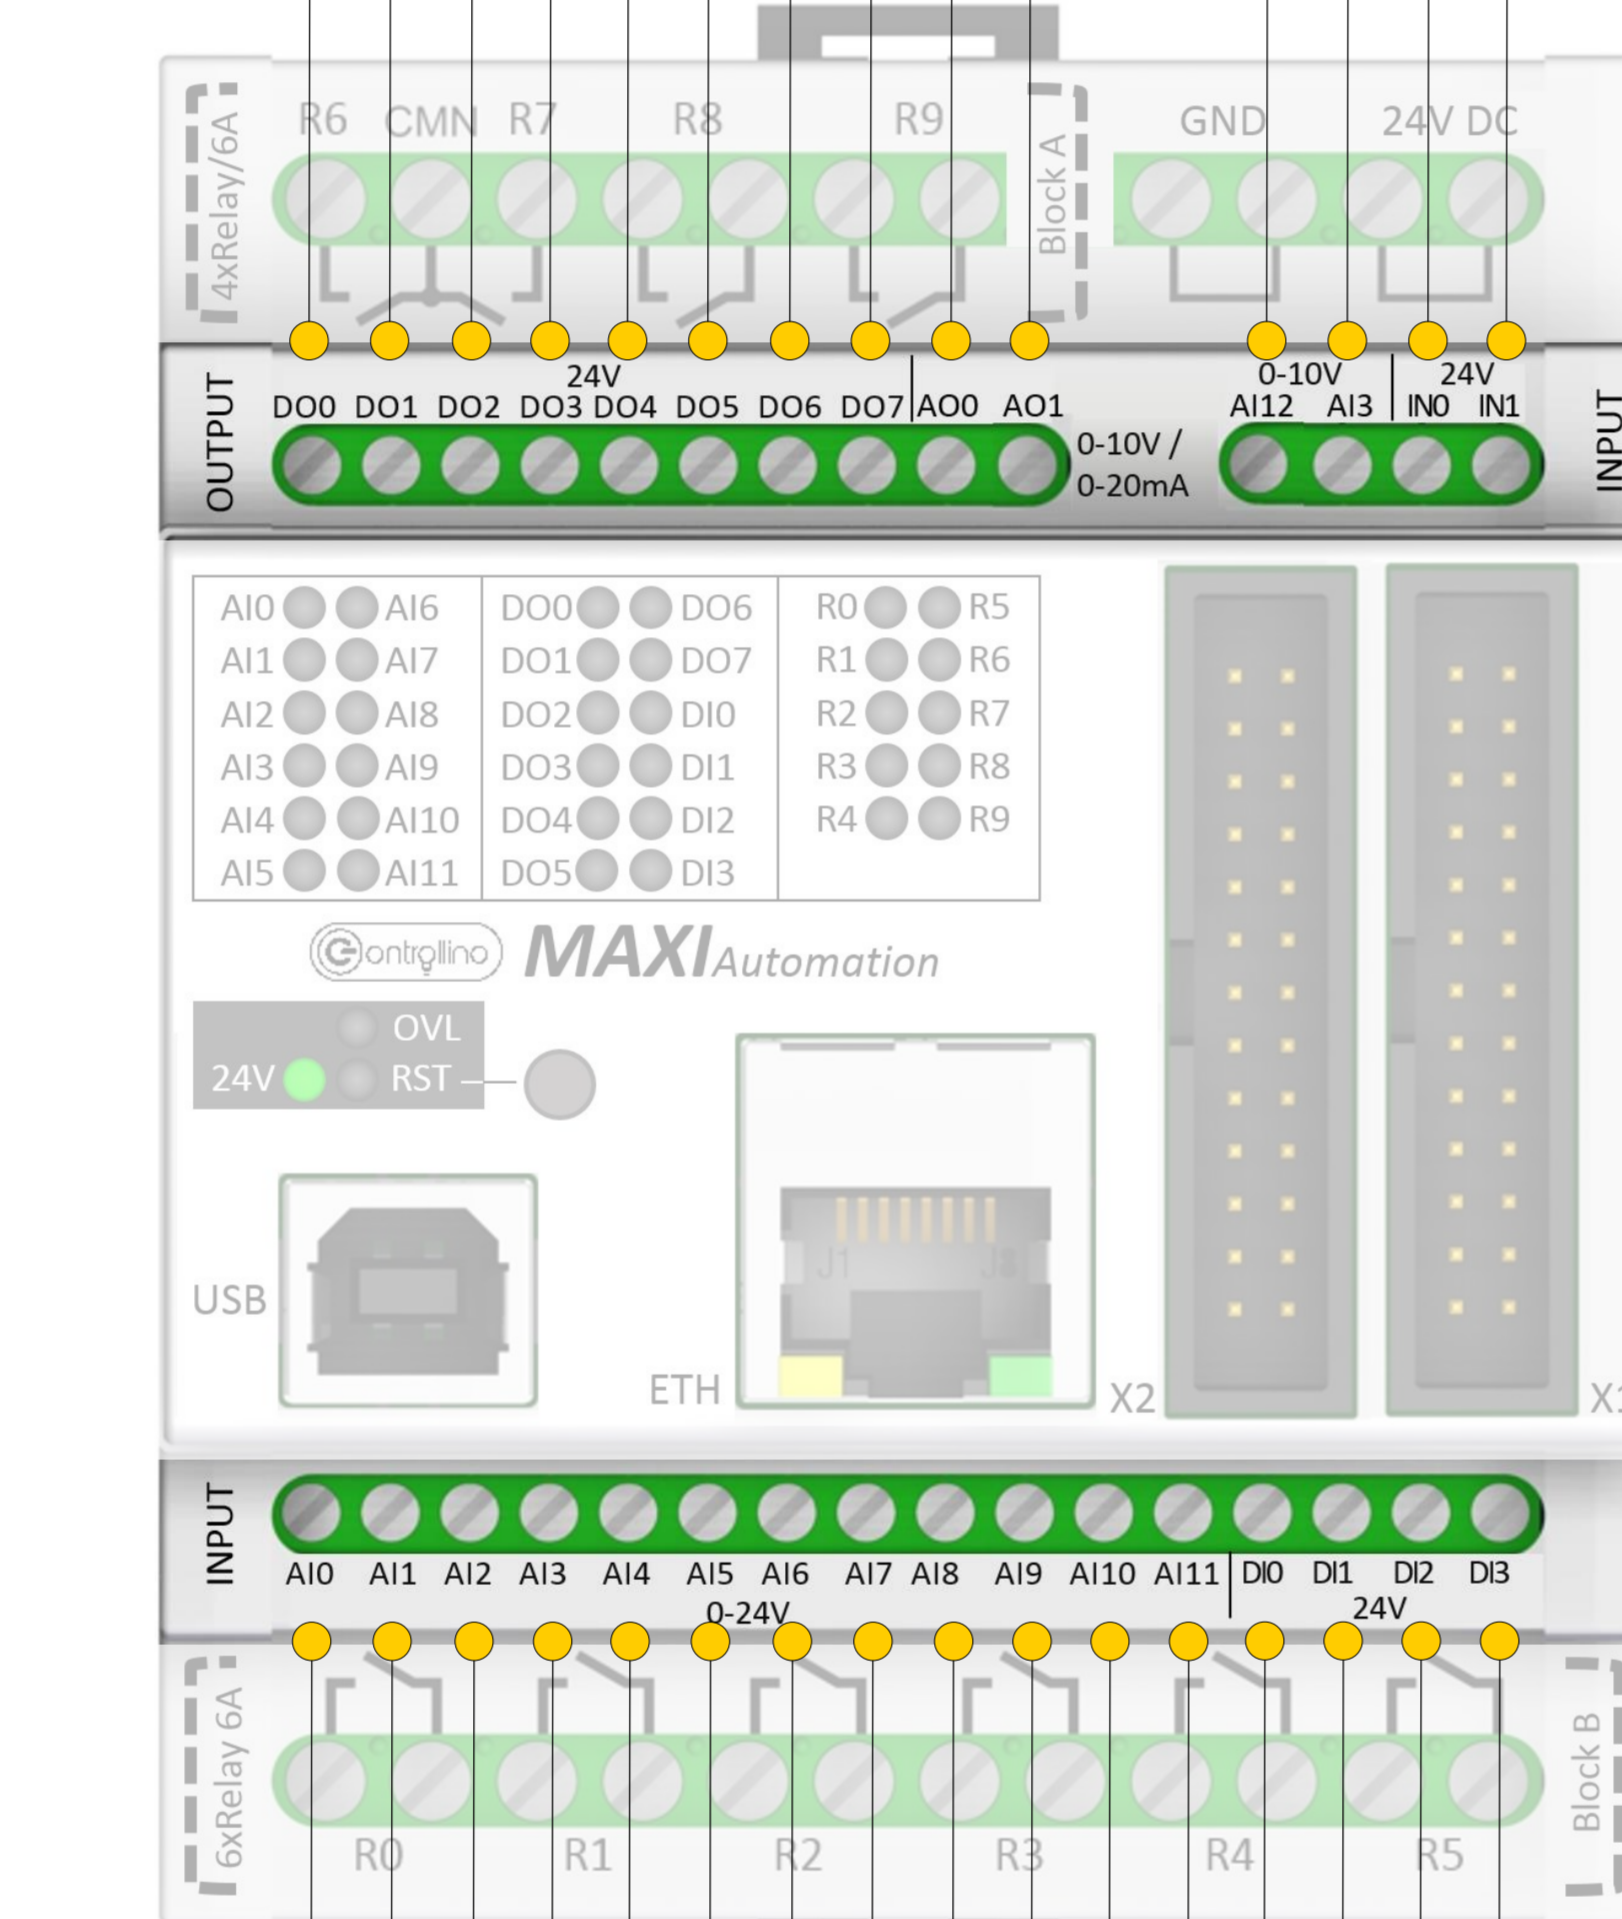 R6 CMN R7 R8 R9 GND 24V DC
4xRelay/6A
Block A
OUTPUT
24V
DO0 DO1 DO2 DO3 DO4 DO5 DO6 DO7 AO0 AO1
0-10V /
0-20mA
0-10V 24V
AI12 AI3 IN0 IN1
AI0 AI6 DO0 DO6 R0 R5
AI1 AI7 DO1 DO7 R1 R6
AI2 AI8 DO2 DI0 R2 R7
AI3 AI9 DO3 DI1 R3 R8
AI4 AI10 DO4 DI2 R4 R9
AI5 AI11 DO5 DI3
Controllino MAXI Automation
OVL
24V RST
J1 J8
USB
ETH
X2
INPUT
AI0 AI1 AI2 AI3 AI4 AI5 AI6 AI7 AI8 AI9 AI10 AI11 DI0 DI1 DI2 DI3
0-24V 24V
6xRelay 6A
Block B
R0 R1 R2 R3 R4 R5